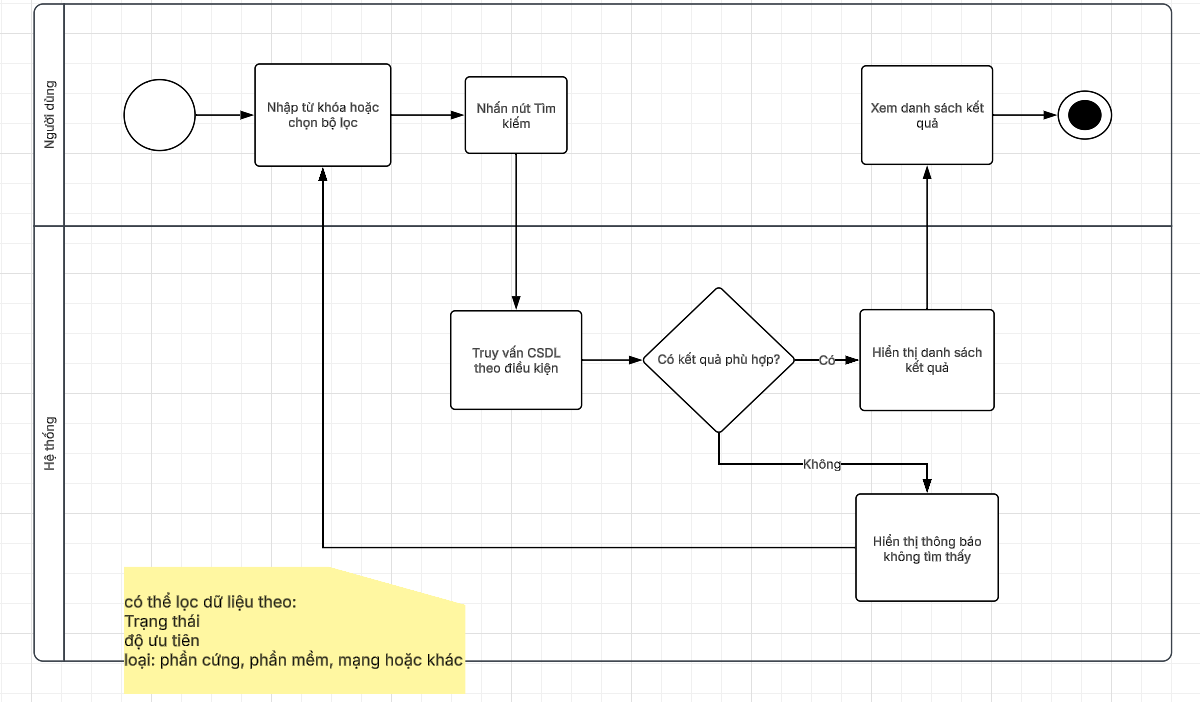 Người dùng
Nhập từ khóa hoặc
chọn bộ lọc
Nhấn nút Tìm
kiếm
Xem danh sách kết
quả
Hệ thống
Truy vấn CSDL
theo điều kiện
Có kết quả phù hợp?
Có
Hiển thị danh sách
kết quả
Không
Hiển thị thông báo
không tìm thấy
có thể lọc dữ liệu theo:
Trạng thái
độ ưu tiên
loại: phần cứng, phần mềm, mạng hoặc khác